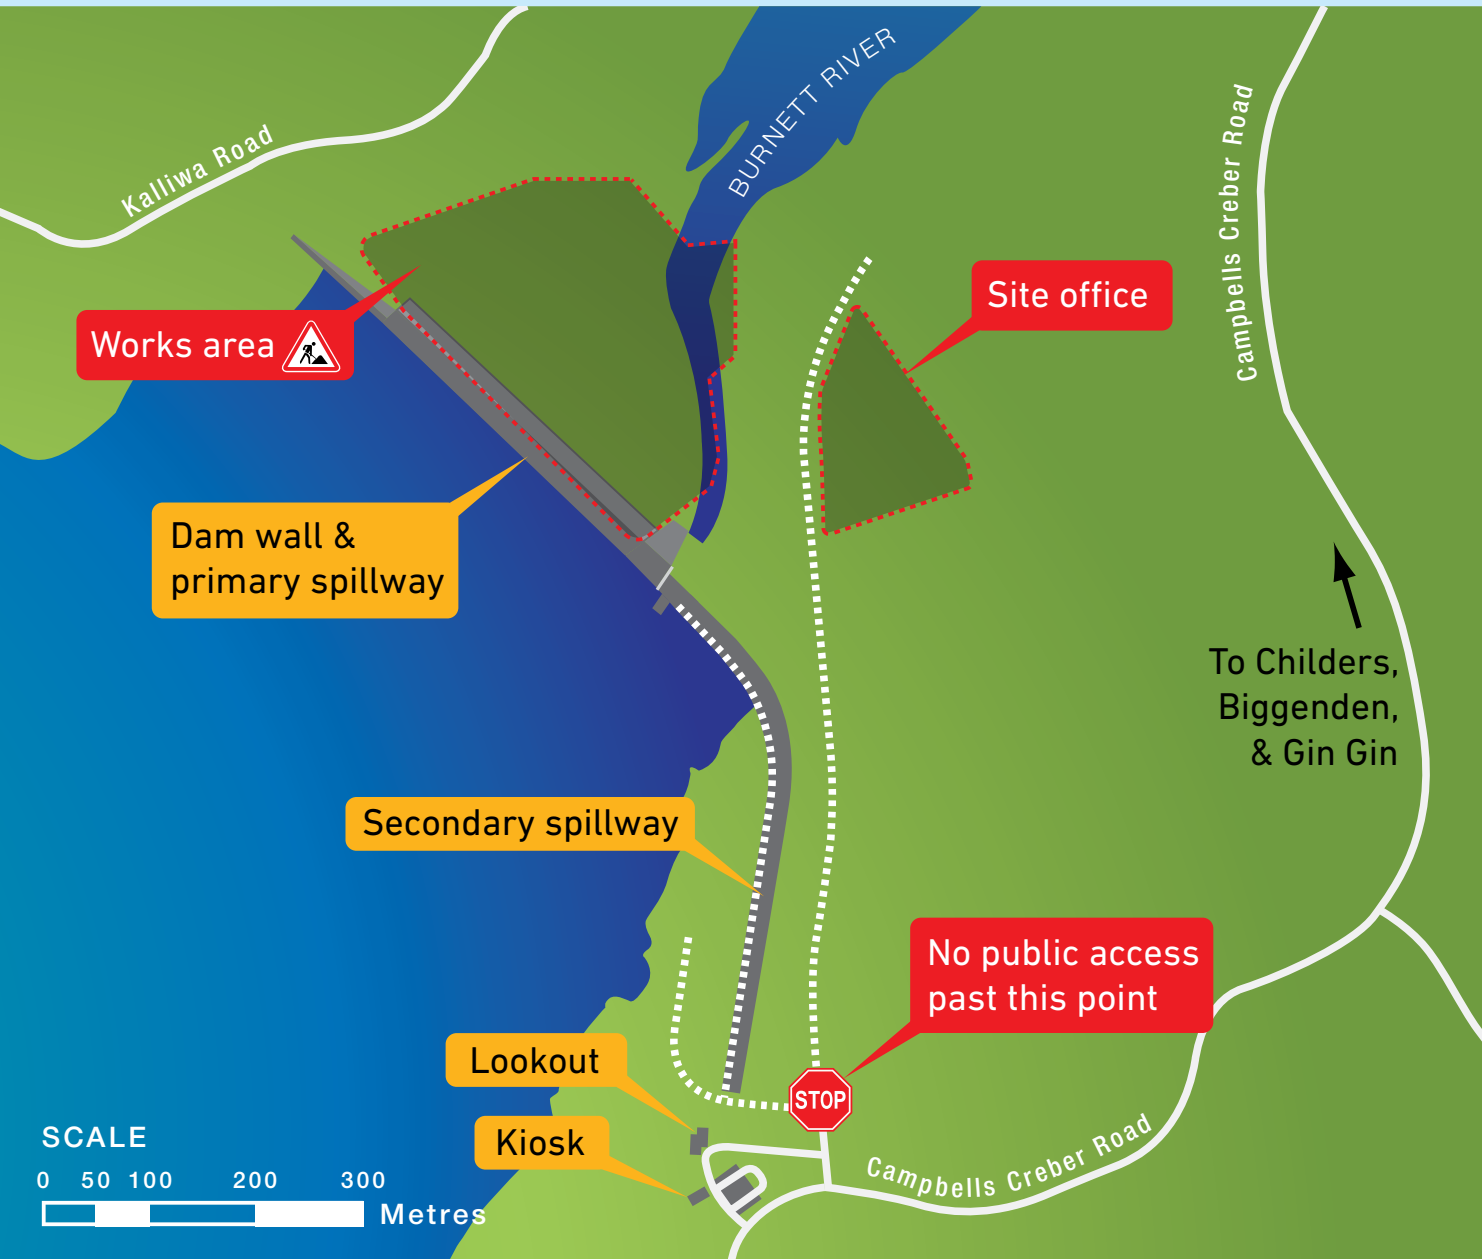 BURNETT RIVER
Kalliwa Road
Campbells Creber Road
Site office
Works area
Dam wall &
primary spillway
To Childers,
Biggenden,
& Gin Gin
Secondary spillway
No public access
past this point
Lookout
STOP
Kiosk
Campbells Creber Road
SCALE
0 50 100 200 300
Metres